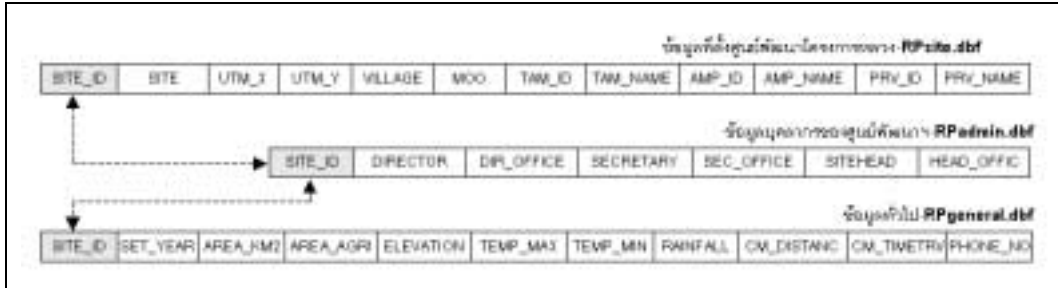 ข้อมูลที่ตั้งศูนย์พัฒนาโครงการหลวง-RPsite.dbf
SITE_ID SITE UTM_X UTM_Y VILLAGE MOO TAM_ID TAM_NAME AMP_ID AMP_NAME PRV_ID PRV_NAME
ข้อมูลบุคลากรของศูนย์พัฒนาฯ-RPadmin.dbf
SITE_ID DIRECTOR DIR_OFFICE SECRETARY SEC_OFFICE SITEHEAD HEAD_OFFIC
ข้อมูลทั่วไป-RPgeneral.dbf
SITE_ID SET_YEAR AREA_KM2 AREA_AGRI ELEVATION TEMP_MAX TEMP_MIN RAINFALL CM_DISTANC CM_TIMETRV PHONE_NO